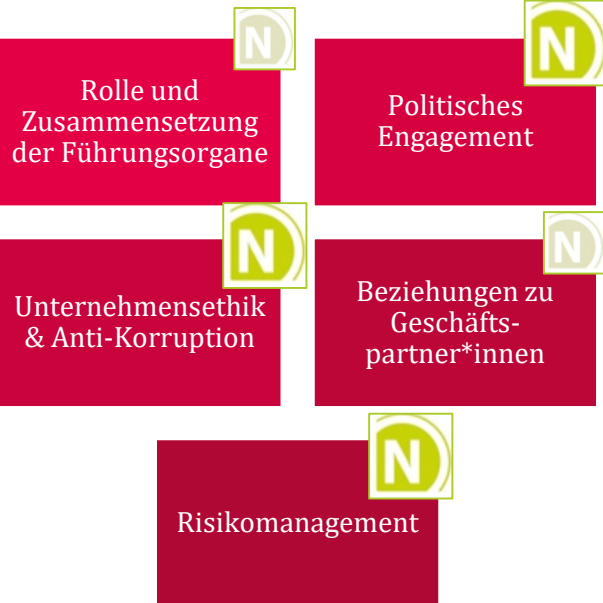 N
Rolle und
Zusammensetzung
der Führungsorgane
N
Politisches
Engagement
N
Unternehmensethik
& Anti-Korruption
N
Beziehungen zu
Geschäfts-
partner*innen
N
Risikomanagement